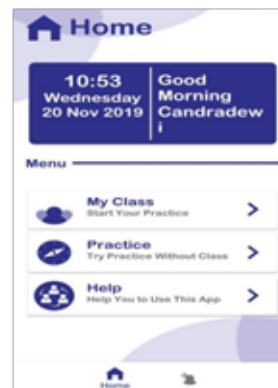 Home
10:53
Wednesday
20 Nov 2019
Good
Morning
Candradew
i
Menu
My Class
Start Your Practice
Practice
Try Practice Without Class
Help
Help You to Use This App
Home